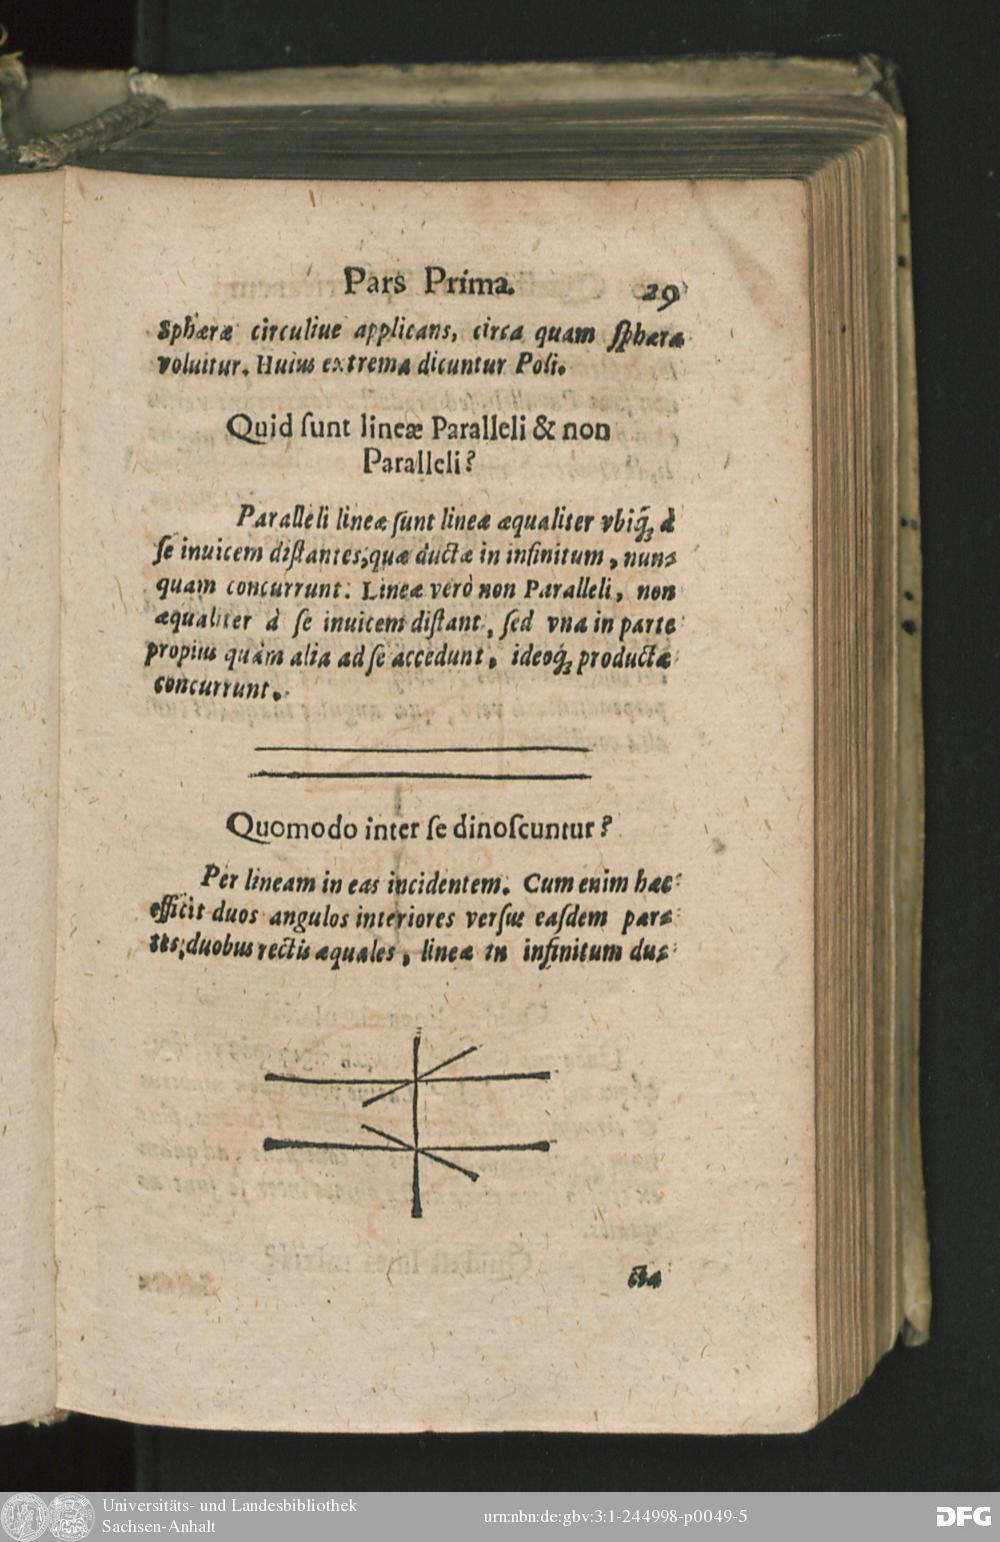 Pars Prima. 29
Sphæræ circuliue applicans, circa quam ſphæra
voluitur. Huius extrema dicuntur Poli.
Quid ſunt lineæ Paralleli & non
Paralleli?
Paralleli lineæ ſunt lineæ æqualiter vbiq́; à
ſe inuicem diſtantes, quæ ductæ in infinitum, nun⸗
quam concurrunt. Lineæ verò non Paralleli, non
æqualiter à ſe inuicem diſtant, ſed vna in parte
propius quàm alia ad ſe accedunt, ideoq́; productæ
concurrunt.
Quomodo inter ſe dinoſcuntur?
Per lineam in eas incidentem. Cum enim hæc
efficit duos angulos interiores verſus eaſdem par⸗
tes, duobus rectis æquales, lineæ in infinitum du⸗
ctæ
Universitäts- und Landesbibliothek
Sachsen-Anhalt
urn:nbn:de:gbv:3:1-244998-p0049-5
DFG